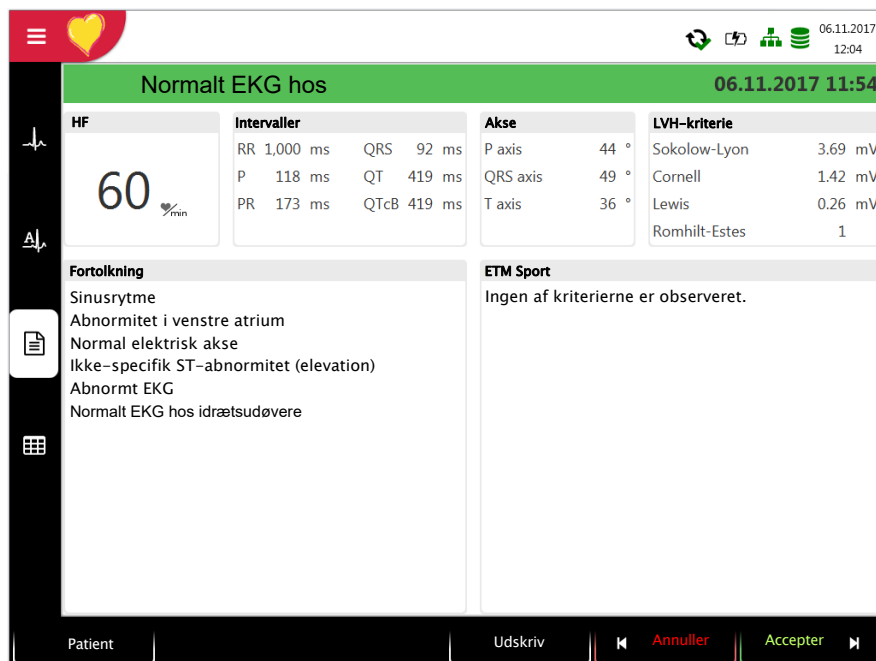 06.11.2017
12:04
Normalt EKG hos
06.11.2017 11:54
HF
60 /min
Intervaller
RR 1,000 ms QRS 92 ms
P 118 ms QT 419 ms
PR 173 ms QTcB 419 ms
Akse
P axis 44 °
QRS axis 49 °
T axis 36 °
LVH-kriterie
Sokolow-Lyon 3.69 mV
Cornell 1.42 mV
Lewis 0.26 mV
Romhilt-Estes 1
A
Fortolkning
Sinusrytme
Abnormitet i venstre atrium
Normal elektrisk akse
Ikke-specifik ST-abnormitet (elevation)
Abnormt EKG
Normalt EKG hos idrætsudøvere
ETM Sport
Ingen af kriterierne er observeret.
Patient
Udskriv
Annuller
Accepter